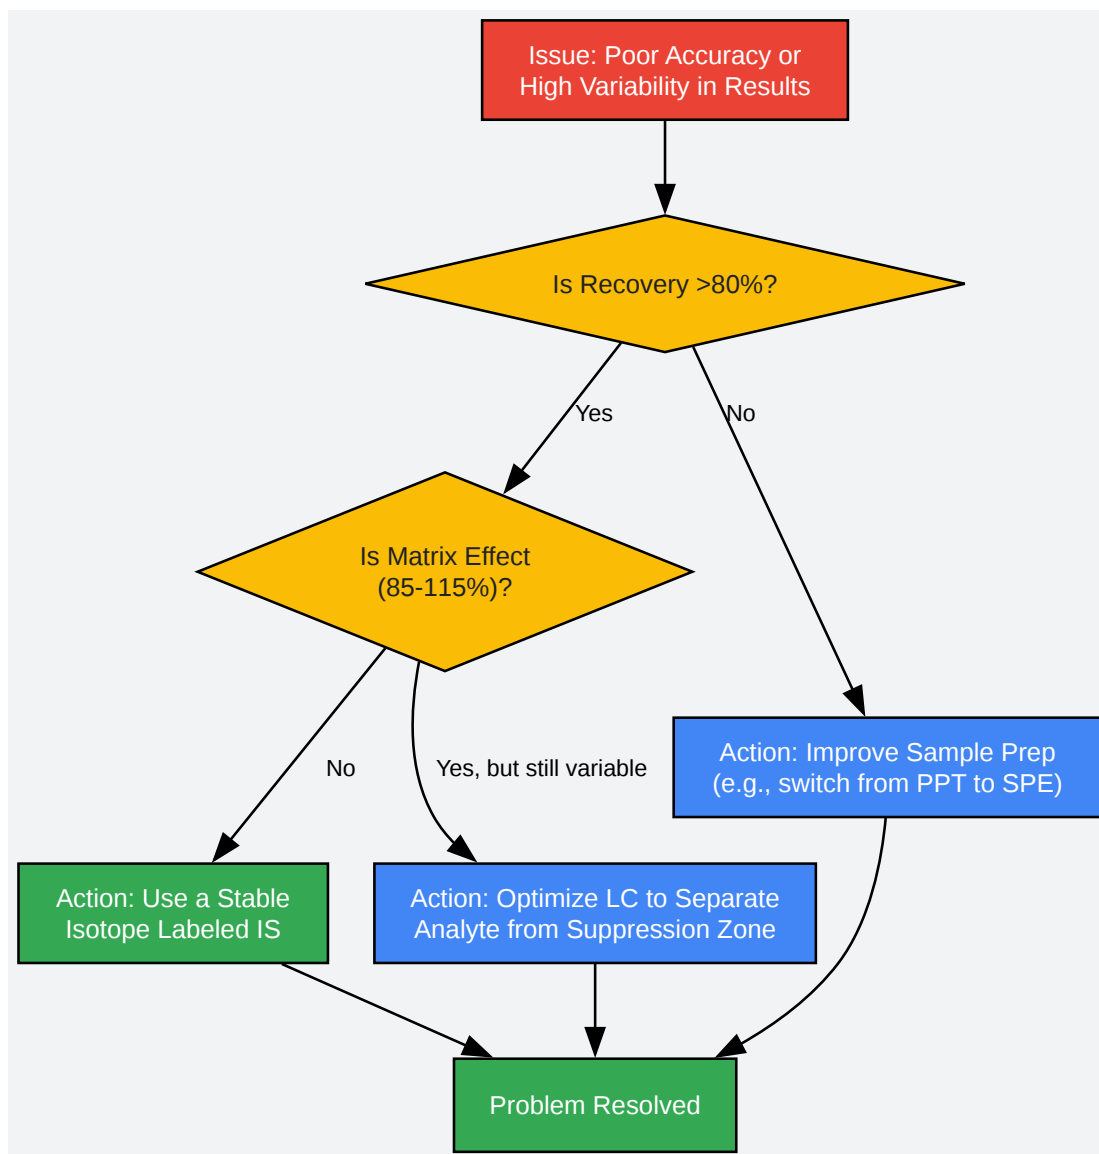 Issue: Poor Accuracy or
High Variability in Results
Is Recovery >80%?
Yes
No
Is Matrix Effect
(85-115%)?
No
Yes, but still variable
Action: Improve Sample Prep
(e.g., switch from PPT to SPE)
Action: Use a Stable
Isotope Labeled IS
Action: Optimize LC to Separate
Analyte from Suppression Zone
Problem Resolved